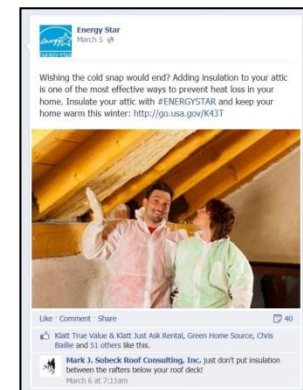 Energy Star
March 5
energy
ENERGY STAR
Wishing the cold snap would end? Adding insulation to your attic
is one of the most effective ways to prevent heat loss in your
home. Insulate your attic with #ENERGYSTAR and keep your
home warm this winter: http://go.usa.gov/K43T
Like · Comment · Share
40
Klatt True Value & Klatt Just Ask Rental, Green Home Source, Chris
Baillie and 51 others like this.
Mark J. Sobeck Roof Consulting, Inc. just don't put insulation
between the rafters below your roof deck!
March 6 at 7:11am